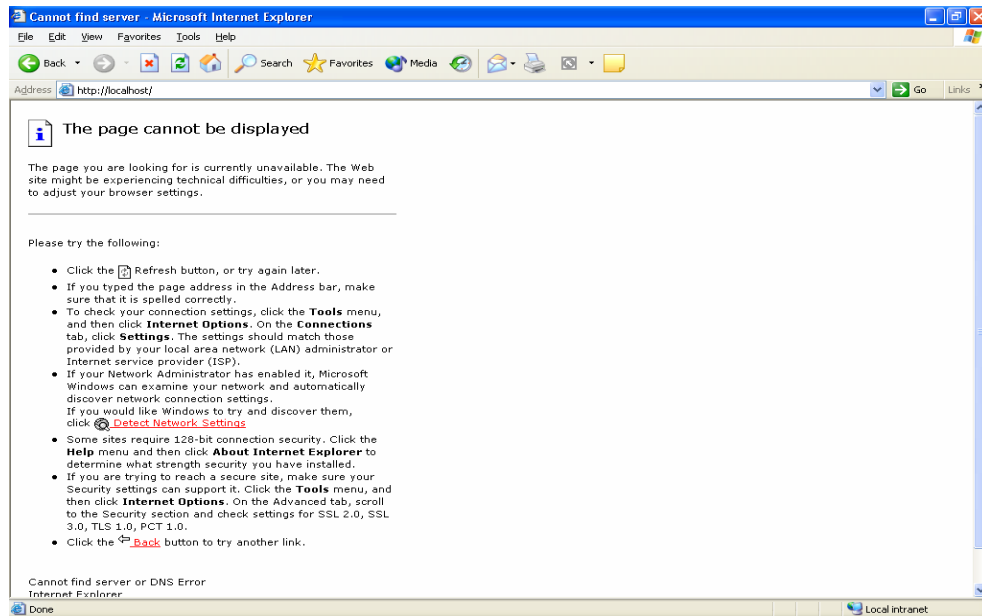 Cannot find server - Microsoft Internet Explorer
File Edit View Favorites Tools Help
Back Search Favorites Media
Address http://localhost/ Go Links
The page cannot be displayed
The page you are looking for is currently unavailable. The Web
site might be experiencing technical difficulties, or you may need
to adjust your browser settings.
Please try the following:
Click the Refresh button, or try again later.
If you typed the page address in the Address bar, make
sure that it is spelled correctly.
To check your connection settings, click the Tools menu,
and then click Internet Options. On the Connections
tab, click Settings. The settings should match those
provided by your local area network (LAN) administrator or
Internet service provider (ISP).
If your Network Administrator has enabled it, Microsoft
Windows can examine your network and automatically
discover network connection settings.
If you would like Windows to try and discover them,
click Detect Network Settings
Some sites require 128-bit connection security. Click the
Help menu and then click About Internet Explorer to
determine what strength security you have installed.
If you are trying to reach a secure site, make sure your
Security settings can support it. Click the Tools menu, and
then click Internet Options. On the Advanced tab, scroll
to the Security section and check settings for SSL 2.0, SSL
3.0, TLS 1.0, PCT 1.0.
Click the Back button to try another link.
Cannot find server or DNS Error
Internet Explorer
Done Local intranet